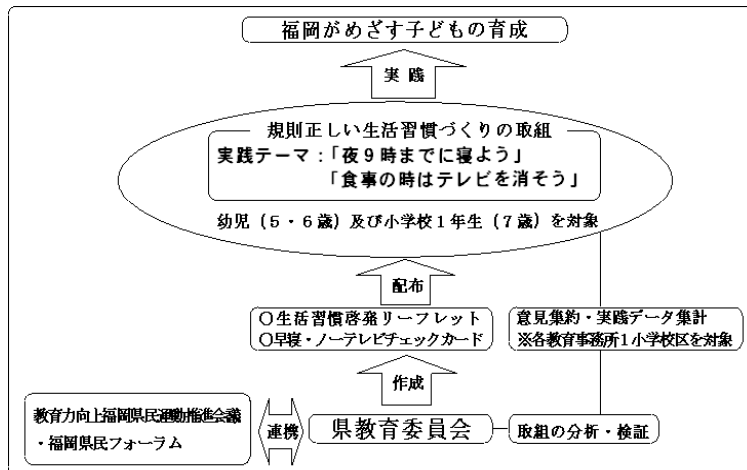 福岡がめざす子どもの育成
実践
規則正しい生活習慣づくりの取組
実践テーマ：「夜９時までに寝よう」
「食事の時はテレビを消そう」
幼児（５・６歳）及び小学校１年生（７歳）を対象
配布
○生活習慣啓発リーフレット
○早寝・ノーテレビチェックカード
意見集約・実践データ集計
※各教育事務所１小学校区を対象
作成
教育力向上福岡県民運動推進会議
・福岡県民フォーラム
連携
県教育委員会
取組の分析・検証